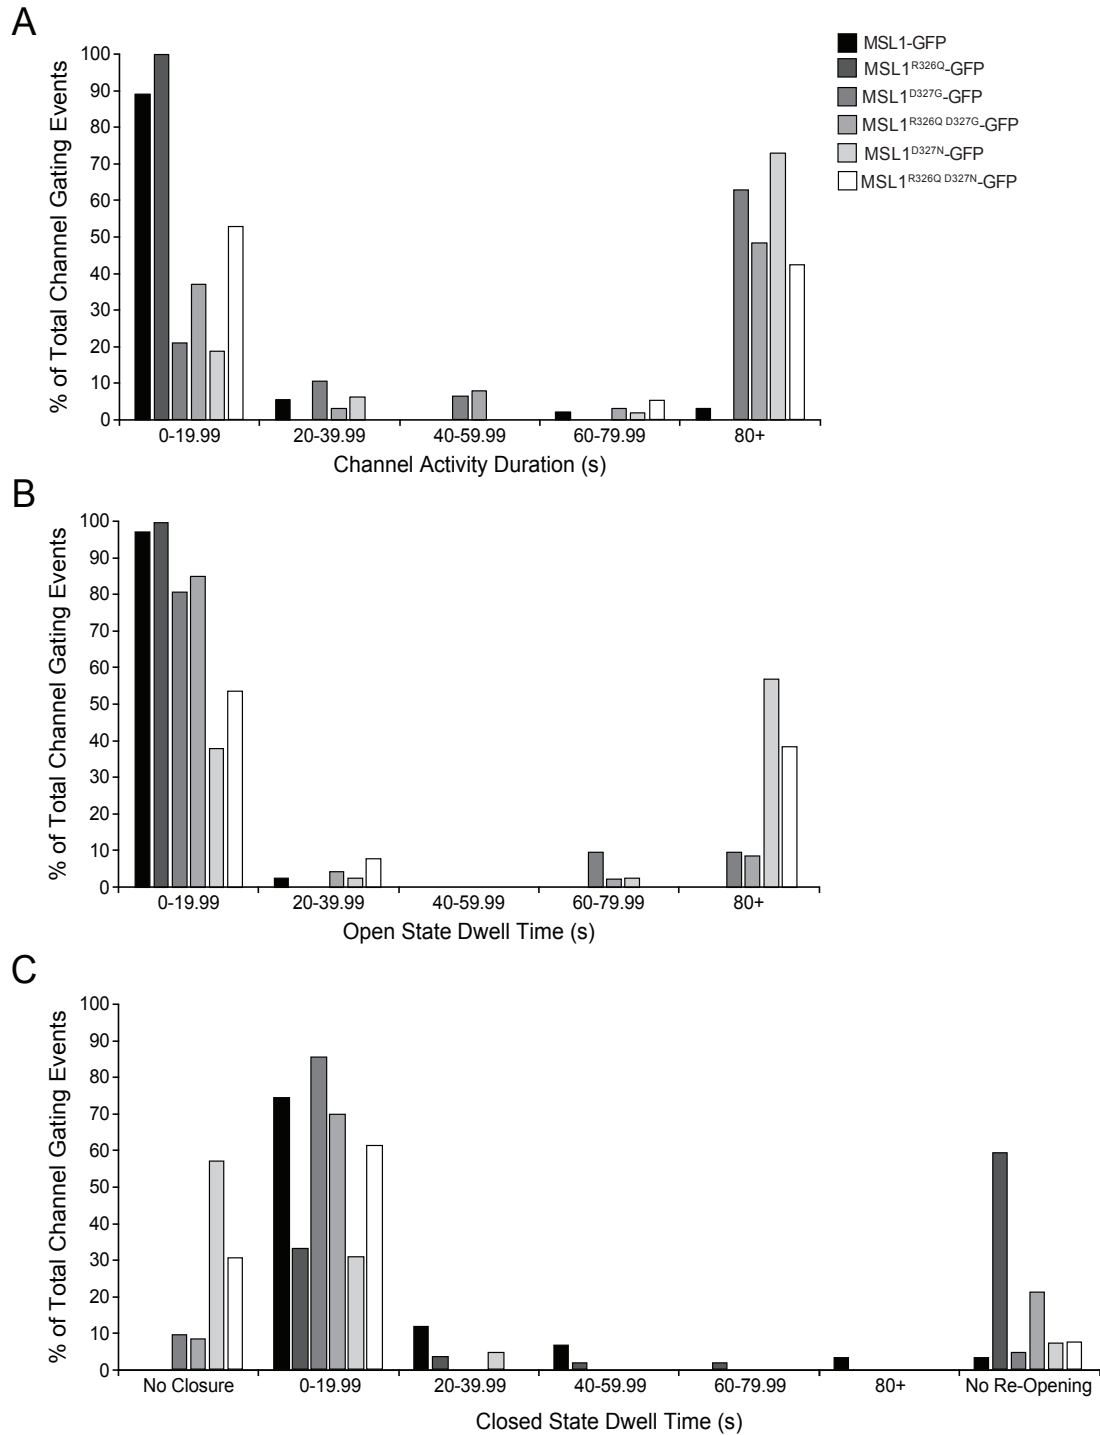 A
% of Total Channel Gating Events
100
90
80
70
60
50
40
30
20
10
0
0-19.99 20-39.99 40-59.99 60-79.99 80+
Channel Activity Duration (s)
MSL1-GFP
MSL1R326Q-GFP
MSL1D327G-GFP
MSL1R326Q D327G-GFP
MSL1D327N-GFP
MSL1R326Q D327N-GFP
B
% of Total Channel Gating Events
100
90
80
70
60
50
40
30
20
10
0
0-19.99 20-39.99 40-59.99 60-79.99 80+
Open State Dwell Time (s)
C
% of Total Channel Gating Events
100
90
80
70
60
50
40
30
20
10
0
No Closure 0-19.99 20-39.99 40-59.99 60-79.99 80+ No Re-Opening
Closed State Dwell Time (s)